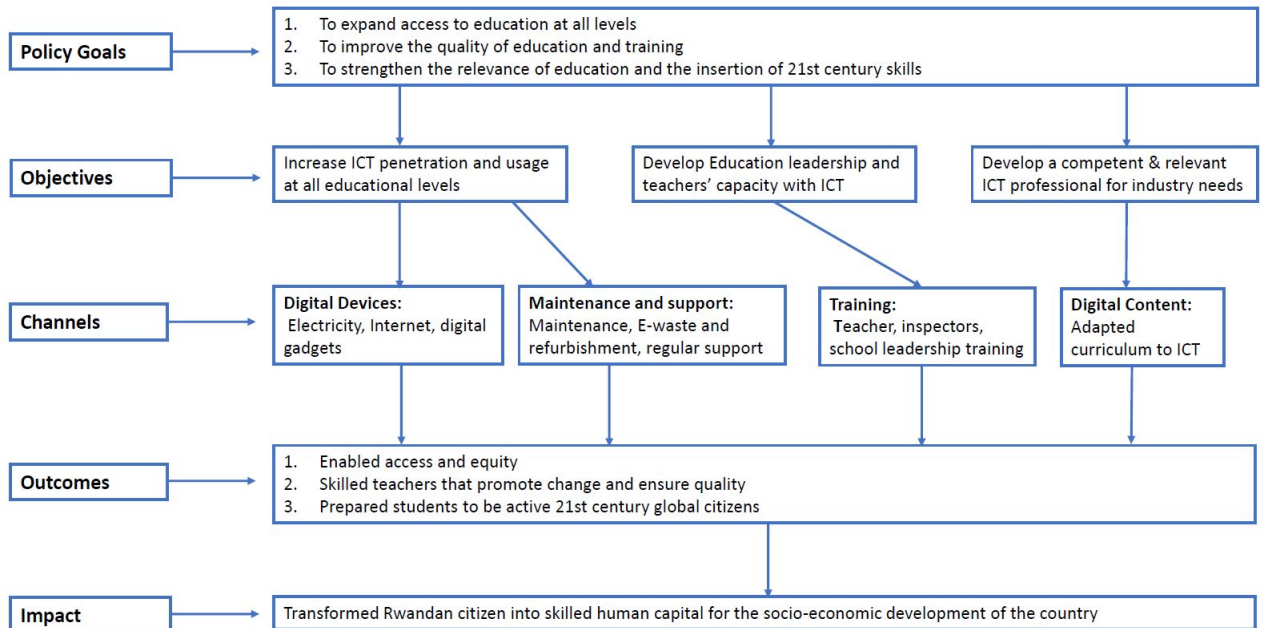 Policy Goals
1. To expand access to education at all levels
2. To improve the quality of education and training
3. To strengthen the relevance of education and the insertion of 21st century skills
Objectives
Increase ICT penetration and usage
at all educational levels
Develop Education leadership and
teachers’ capacity with ICT
Develop a competent & relevant
ICT professional for industry needs
Channels
Digital Devices:
Electricity, Internet, digital
gadgets
Maintenance and support:
Maintenance, E-waste and
refurbishment, regular support
Training:
Teacher, inspectors,
school leadership training
Digital Content:
Adapted
curriculum to ICT
Outcomes
1. Enabled access and equity
2. Skilled teachers that promote change and ensure quality
3. Prepared students to be active 21st century global citizens
Impact
Transformed Rwandan citizen into skilled human capital for the socio-economic development of the country